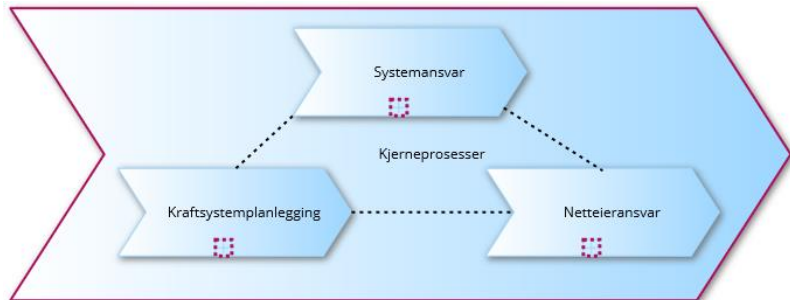 Systemansvar
Kjerneprosesser
Kraftsystemplanlegging
Netteieransvar